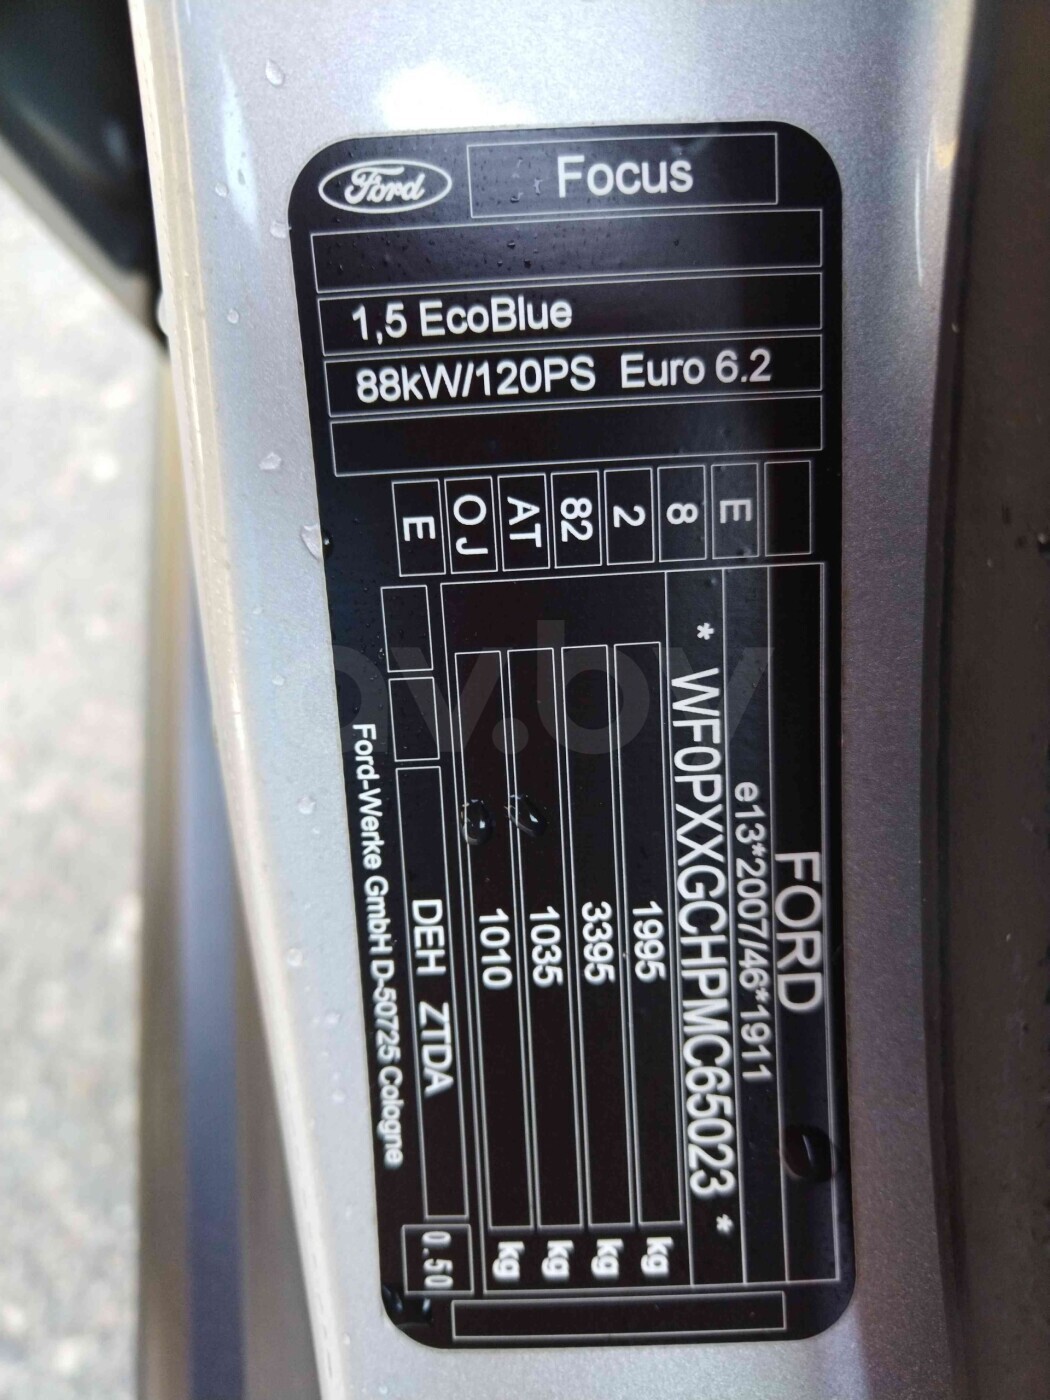 Ford
Focus
1,5 EcoBlue
88kW/120PS Euro 6.2
E
8
2
82
AT
OJ
E
FORD
e13*2007/46*1911
* WF0PXXGCHPMC65023 *
1995 kg
3395 kg
1035 kg
1010 kg
DEH ZTDA
0.50
Ford-Werke GmbH D-50725 Cologne
av.by